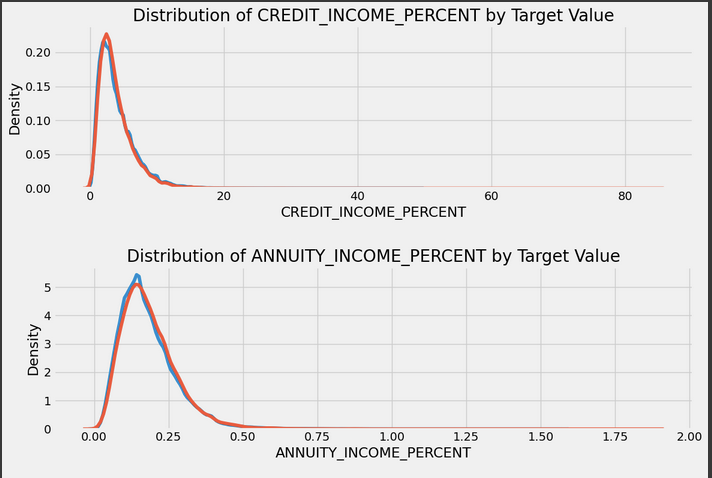 Distribution of CREDIT_INCOME_PERCENT by Target Value
0.20
0.15
0.10
0.05
0.00
Density
0 20 40 60 80
CREDIT_INCOME_PERCENT
Distribution of ANNUITY_INCOME_PERCENT by Target Value
5
4
3
2
1
0
Density
0.00 0.25 0.50 0.75 1.00 1.25 1.50 1.75 2.00
ANNUITY_INCOME_PERCENT